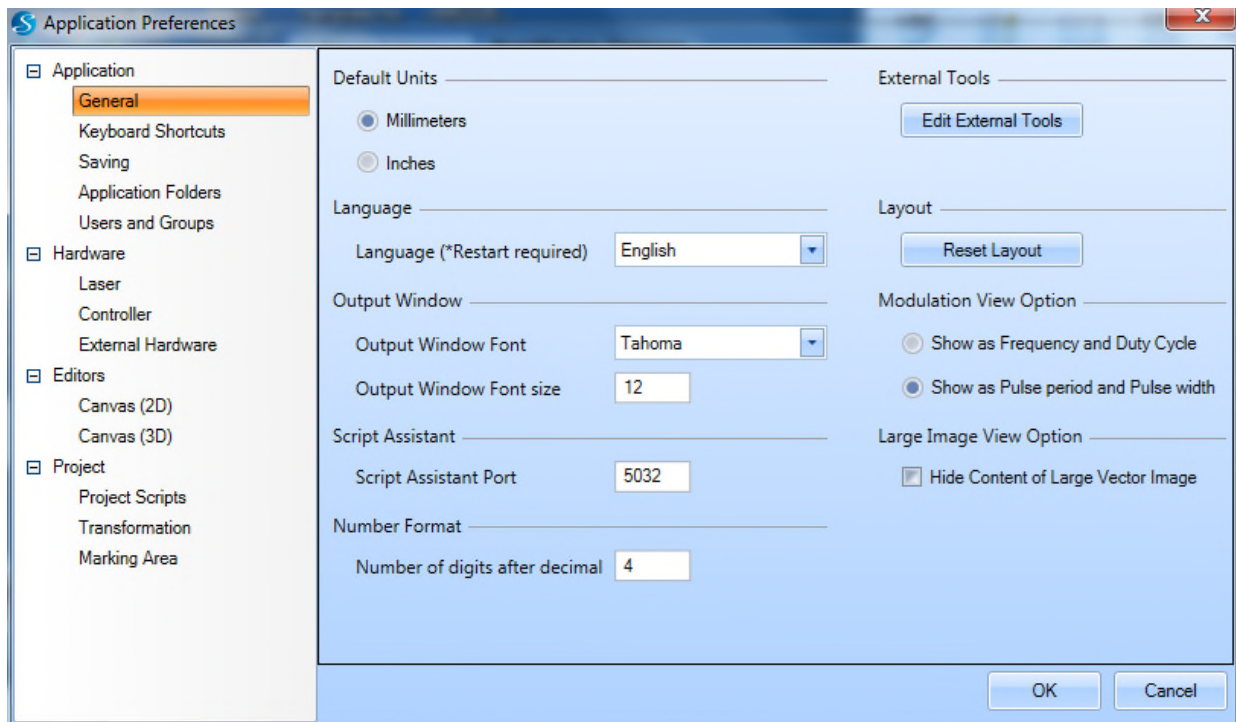 Application Preferences
Application
General
Keyboard Shortcuts
Saving
Application Folders
Users and Groups
Hardware
Laser
Controller
External Hardware
Editors
Canvas (2D)
Canvas (3D)
Project
Project Scripts
Transformation
Marking Area
Default Units
Millimeters
Inches
Language
Language (*Restart required) English
Output Window
Output Window Font Tahoma
Output Window Font size 12
Script Assistant
Script Assistant Port 5032
Number Format
Number of digits after decimal 4
External Tools
Edit External Tools
Layout
Reset Layout
Modulation View Option
Show as Frequency and Duty Cycle
Show as Pulse period and Pulse width
Large Image View Option
Hide Content of Large Vector Image
OK Cancel